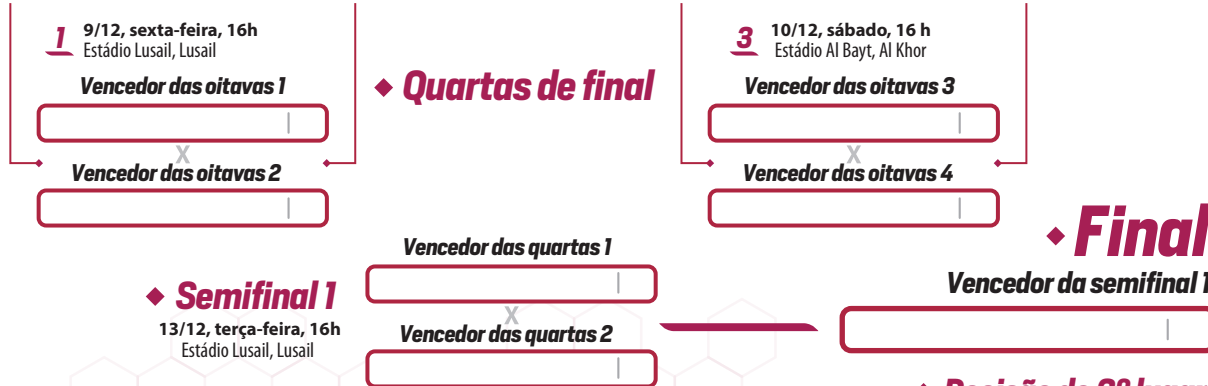 1
9/12, sexta-feira, 16h
Estádio Lusail, Lusail
Vencedor das oitavas 1
X
Vencedor das oitavas 2
Quartas de final
3
10/12, sábado, 16 h
Estádio Al Bayt, Al Khor
Vencedor das oitavas 3
X
Vencedor das oitavas 4
Semifinal 1
13/12, terça-feira, 16h
Estádio Lusail, Lusail
Vencedor das quartas 1
X
Vencedor das quartas 2
Final
Vencedor da semifinal 1